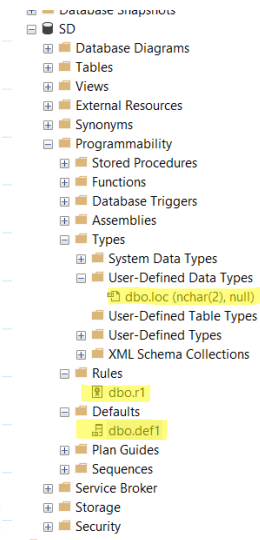 Database Snapshots
SD
Database Diagrams
Tables
Views
External Resources
Synonyms
Programmability
Stored Procedures
Functions
Database Triggers
Assemblies
Types
System Data Types
User-Defined Data Types
dbo.loc (nchar(2), null)
User-Defined Table Types
User-Defined Types
XML Schema Collections
Rules
dbo.r1
Defaults
dbo.def1
Plan Guides
Sequences
Service Broker
Storage
Security